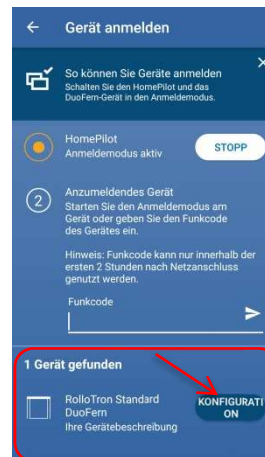 Gerät anmelden
So können Sie Geräte anmelden
Schalten Sie den HomePilot und das
DuoFern-Gerät in den Anmeldemodus.
HomePilot
Anmeldemodus aktiv
STOPP
2
Anzumeldendes Gerät
Starten Sie den Anmeldemodus am
Gerät oder geben Sie den Funkcode
des Gerätes ein.
Hinweis: Funkcode kann nur innerhalb der
ersten 2 Stunden nach Netzanschluss
genutzt werden.
Funkcode
1 Gerät gefunden
RolloTron Standard
DuoFern
Ihre Gerätebeschreibung
KONFIGURATI
ON